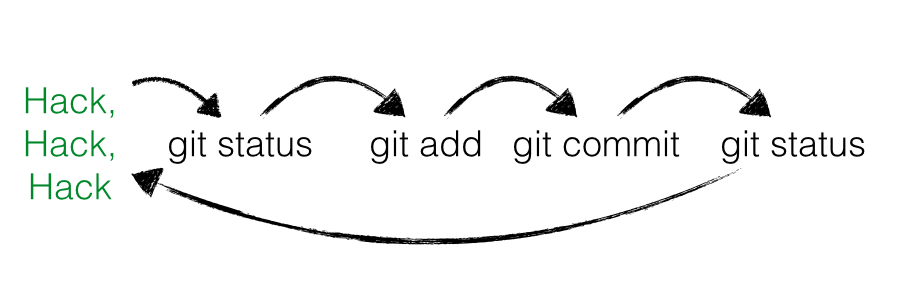 Hack,
Hack,
Hack
git status
git add
git commit
git status